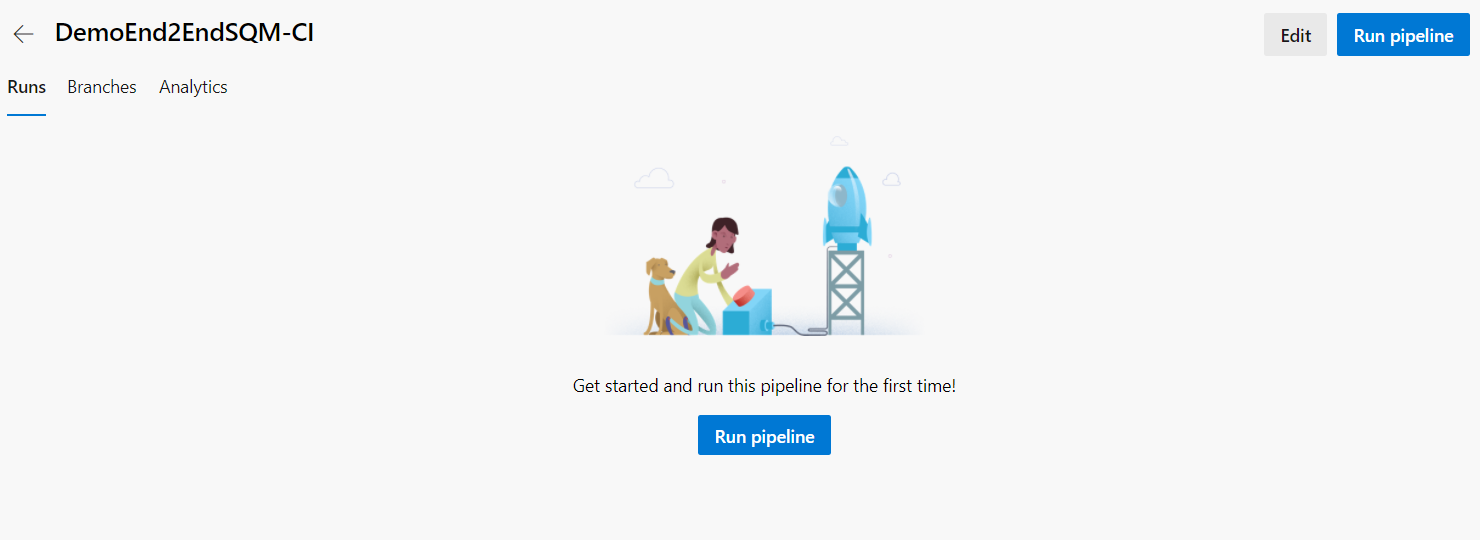 DemoEnd2EndSQM-CI
Edit
Run pipeline
Runs
Branches
Analytics
Get started and run this pipeline for the first time!
Run pipeline